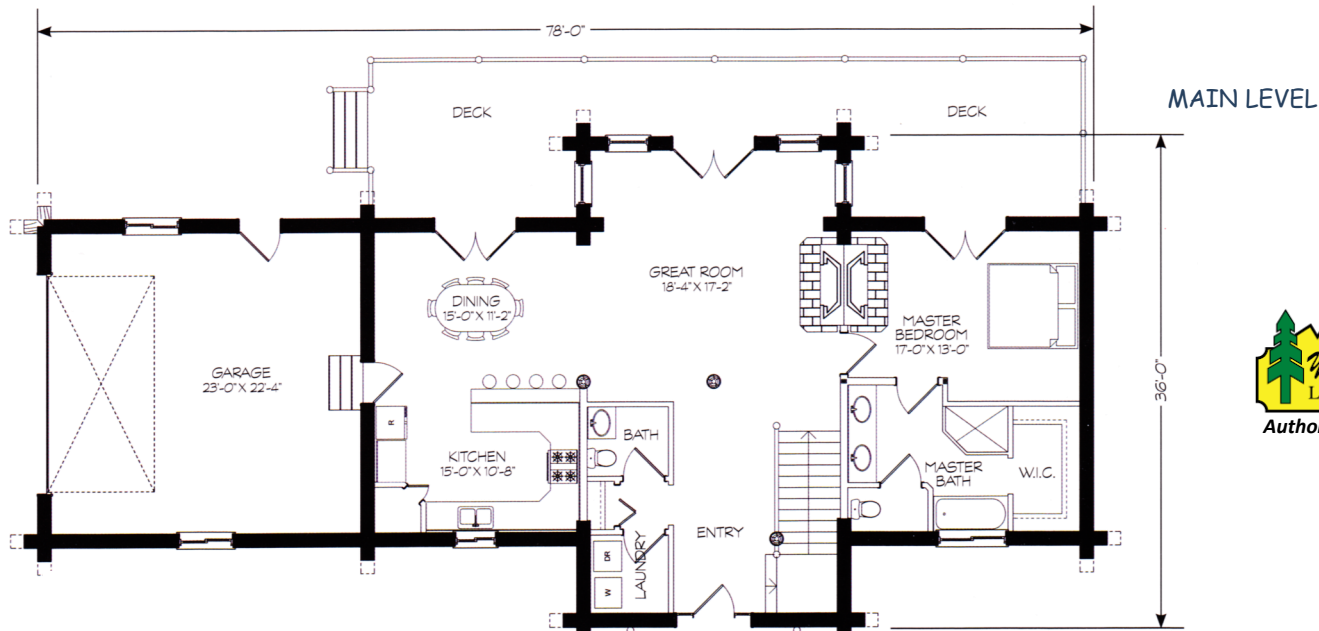 78'-0"
MAIN LEVEL
DECK
DECK
GREAT ROOM
18'-4" X 17'-2"
DINING
15'-0" X 11'-2"
MASTER
BEDROOM
17'-0" X 13'-0"
GARAGE
23'-0" X 22'-4"
36'-0"
R
BATH
KITCHEN
15'-0" X 10'-8"
MASTER
BATH
W.I.C.
ENTRY
LAUNDRY
DR
W
L
Author